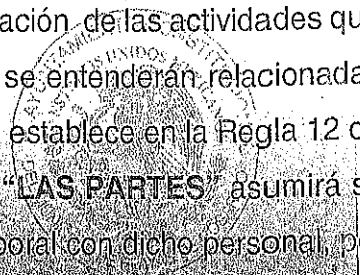 ación de las actividades qu
se entenderán relacionada
establece en la Regla 12 d
"LAS PARTES" asumirá s
boral con dicho personal, p